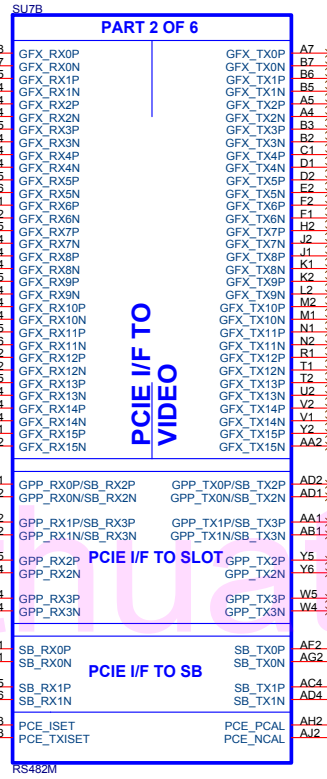 SU7B
PART 2 OF 6
GFX_RX0P GFX_TX0P A7
GFX_RX0N GFX_TX0N B7
GFX_RX1P GFX_TX1P B6
GFX_RX1N GFX_TX1N B5
GFX_RX2P GFX_TX2P A5
GFX_RX2N GFX_TX2N A4
GFX_RX3P GFX_TX3P B3
GFX_RX3N GFX_TX3N B2
GFX_RX4P GFX_TX4P C1
GFX_RX4N GFX_TX4N D1
GFX_RX5P GFX_TX5P D2
GFX_RX5N GFX_TX5N E2
GFX_RX6P GFX_TX6P F2
GFX_RX6N GFX_TX6N F1
GFX_RX7P GFX_TX7P H2
GFX_RX7N GFX_TX7N J2
GFX_RX8P GFX_TX8P J1
GFX_RX8N GFX_TX8N K1
GFX_RX9P GFX_TX9P K2
GFX_RX9N GFX_TX9N L2
GFX_RX10P GFX_TX10P M2
GFX_RX10N GFX_TX10N M1
GFX_RX11P GFX_TX11P N1
GFX_RX11N GFX_TX11N N2
GFX_RX12P GFX_TX12P R1
GFX_RX12N GFX_TX12N T1
GFX_RX13P GFX_TX13P T2
GFX_RX13N GFX_TX13N U2
GFX_RX14P GFX_TX14P V2
GFX_RX14N GFX_TX14N V1
GFX_RX15P GFX_TX15P Y2
GFX_RX15N GFX_TX15N AA2
PCIE I/F TO
VIDEO
GPP_RX0P/SB_RX2P GPP_TX0P/SB_TX2P AD2
GPP_RX0N/SB_RX2N GPP_TX0N/SB_TX2N AD1
GPP_RX1P/SB_RX3P GPP_TX1P/SB_TX3P AA1
GPP_RX1N/SB_RX3N GPP_TX1N/SB_TX3N AB1
PCIE I/F TO SLOT
GPP_RX2P GPP_TX2P Y5
GPP_RX2N GPP_TX2N Y6
GPP_RX3P GPP_TX3P W5
GPP_RX3N GPP_TX3N W4
SB_RX0P SB_TX0P AF2
SB_RX0N SB_TX0N AG2
PCIE I/F TO SB
SB_RX1P SB_TX1P AC4
SB_RX1N SB_TX1N AD4
PCE_ISET PCE_PCAL AH2
PCE_TXISET PCE_NCAL AJ2
RS482M